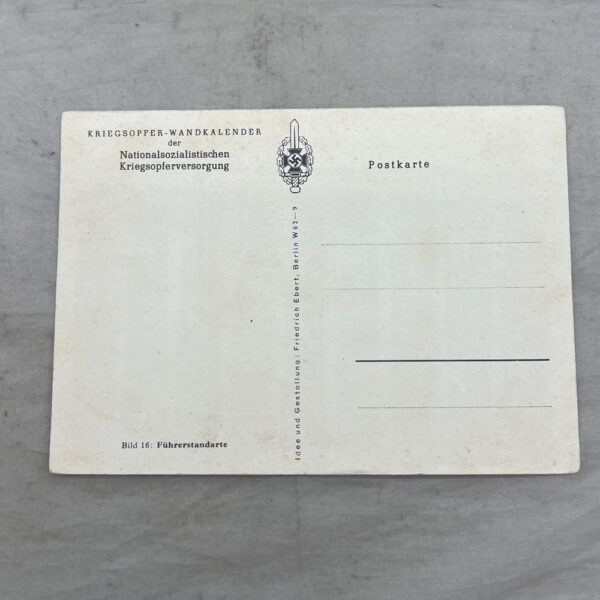 KRIEGSOPFER-WANDKALENDER
der
Nationalsozialistischen
Kriegsopferversorgung
Postkarte
Idee und Gestaltung: Friedrich Ebert, Berlin W 62—9
Bild 16: Führerstandarte